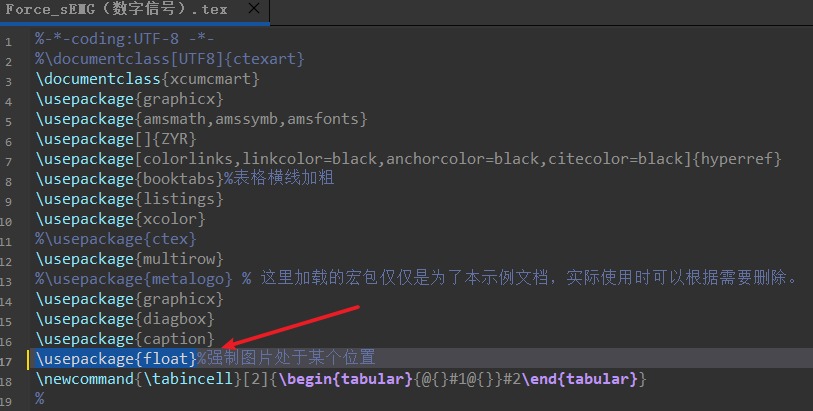 Force_sEMG（数字信号）.tex ×
1 %-*-coding:UTF-8 -*-
2 %\documentclass[UTF8]{ctexart}
3 \documentclass{xcumcmart}
4 \usepackage{graphicx}
5 \usepackage{amsmath,amssymb,amsfonts}
6 \usepackage[]{ZYR}
7 \usepackage[colorlinks,linkcolor=black,anchorcolor=black,citecolor=black]{hyperref}
8 \usepackage{booktabs}%表格横线加粗
9 \usepackage{listings}
10 \usepackage{xcolor}
11 %\usepackage{ctex}
12 \usepackage{multirow}
13 %\usepackage{metalogo} % 这里加载的宏包仅仅是为了本示例文档，实际使用时可以根据需要删除。
14 \usepackage{graphicx}
15 \usepackage{diagbox}
16 \usepackage{caption}
17 \usepackage{float}%强制图片处于某个位置
18 \newcommand{\tabincell}[2]{\begin{tabular}{@{}#1@{}}#2\end{tabular}}
19 %